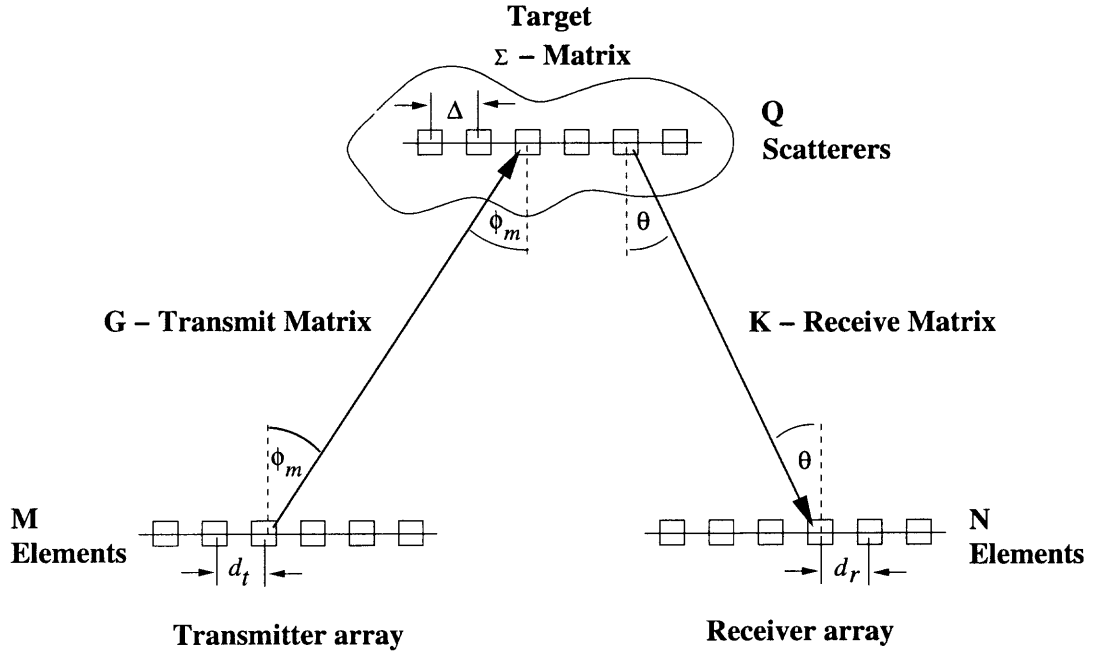 Target
Σ – Matrix
Δ
Q
Scatterers
ϕm
θ
G – Transmit Matrix
K – Receive Matrix
ϕm
θ
M
Elements
N
Elements
dt
dr
Transmitter array
Receiver array